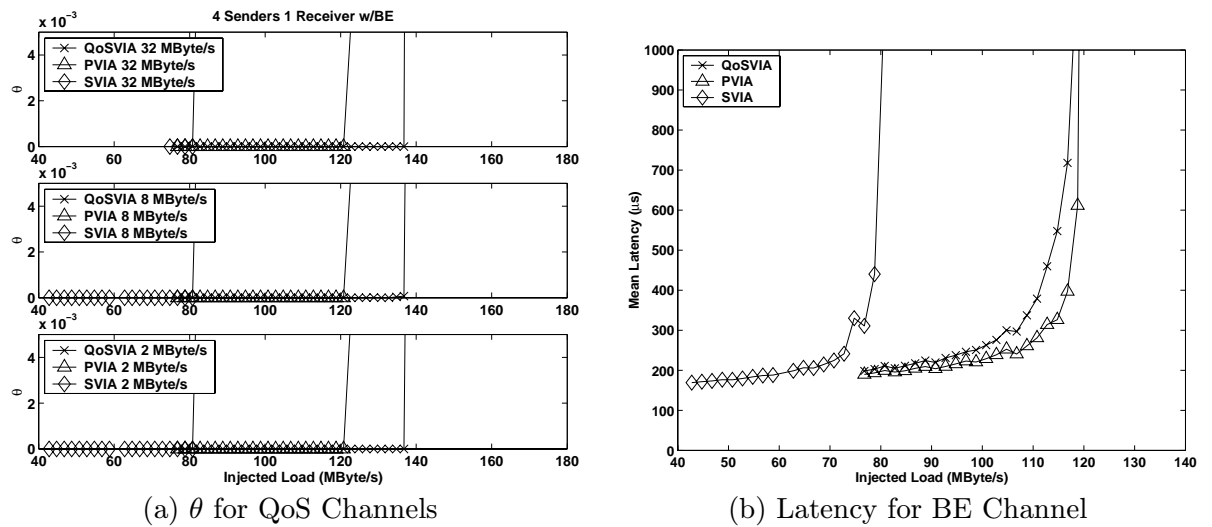 4 Senders 1 Receiver w/BE
x 10⁻³
θ
4
2
0
QoSVIA 32 MByte/s
PVIA 32 MByte/s
SVIA 32 MByte/s
40 60 80 100 120 140 160 180
x 10⁻³
θ
4
2
0
QoSVIA 8 MByte/s
PVIA 8 MByte/s
SVIA 8 MByte/s
40 60 80 100 120 140 160 180
x 10⁻³
θ
4
2
0
QoSVIA 2 MByte/s
PVIA 2 MByte/s
SVIA 2 MByte/s
40 60 80 100 120 140 160 180
Injected Load (MByte/s)
(a) θ for QoS Channels
Mean Latency (μs)
1000
900
800
700
600
500
400
300
200
100
0
QoSVIA
PVIA
SVIA
40 50 60 70 80 90 100 110 120 130 140
Injected Load (MByte/s)
(b) Latency for BE Channel